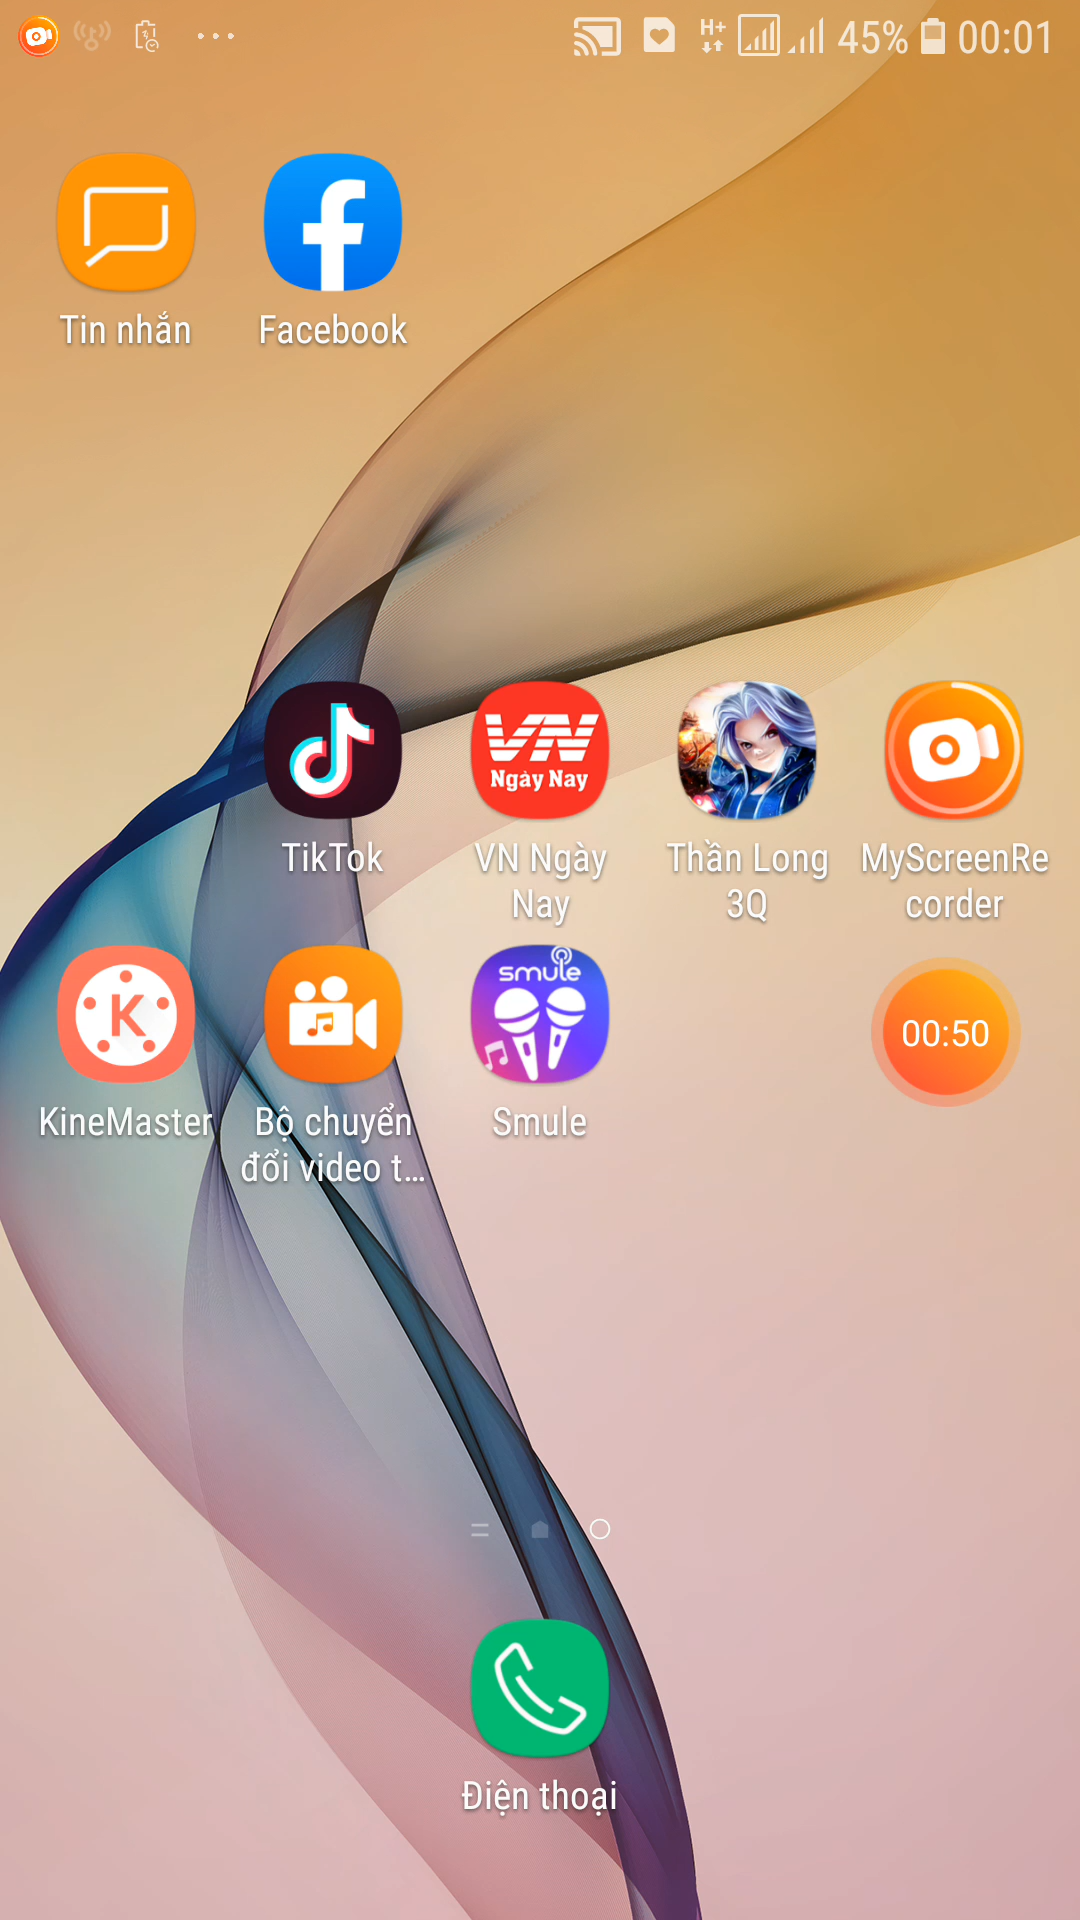 H+ 45% 00:01
Tin nhắn
Facebook
VN
Ngày Nay
TikTok
VN Ngày
Nay
Thần Long
3Q
MyScreenRe
corder
K
smule
00:50
KineMaster
Bộ chuyển
đổi video t...
Smule
Điện thoại